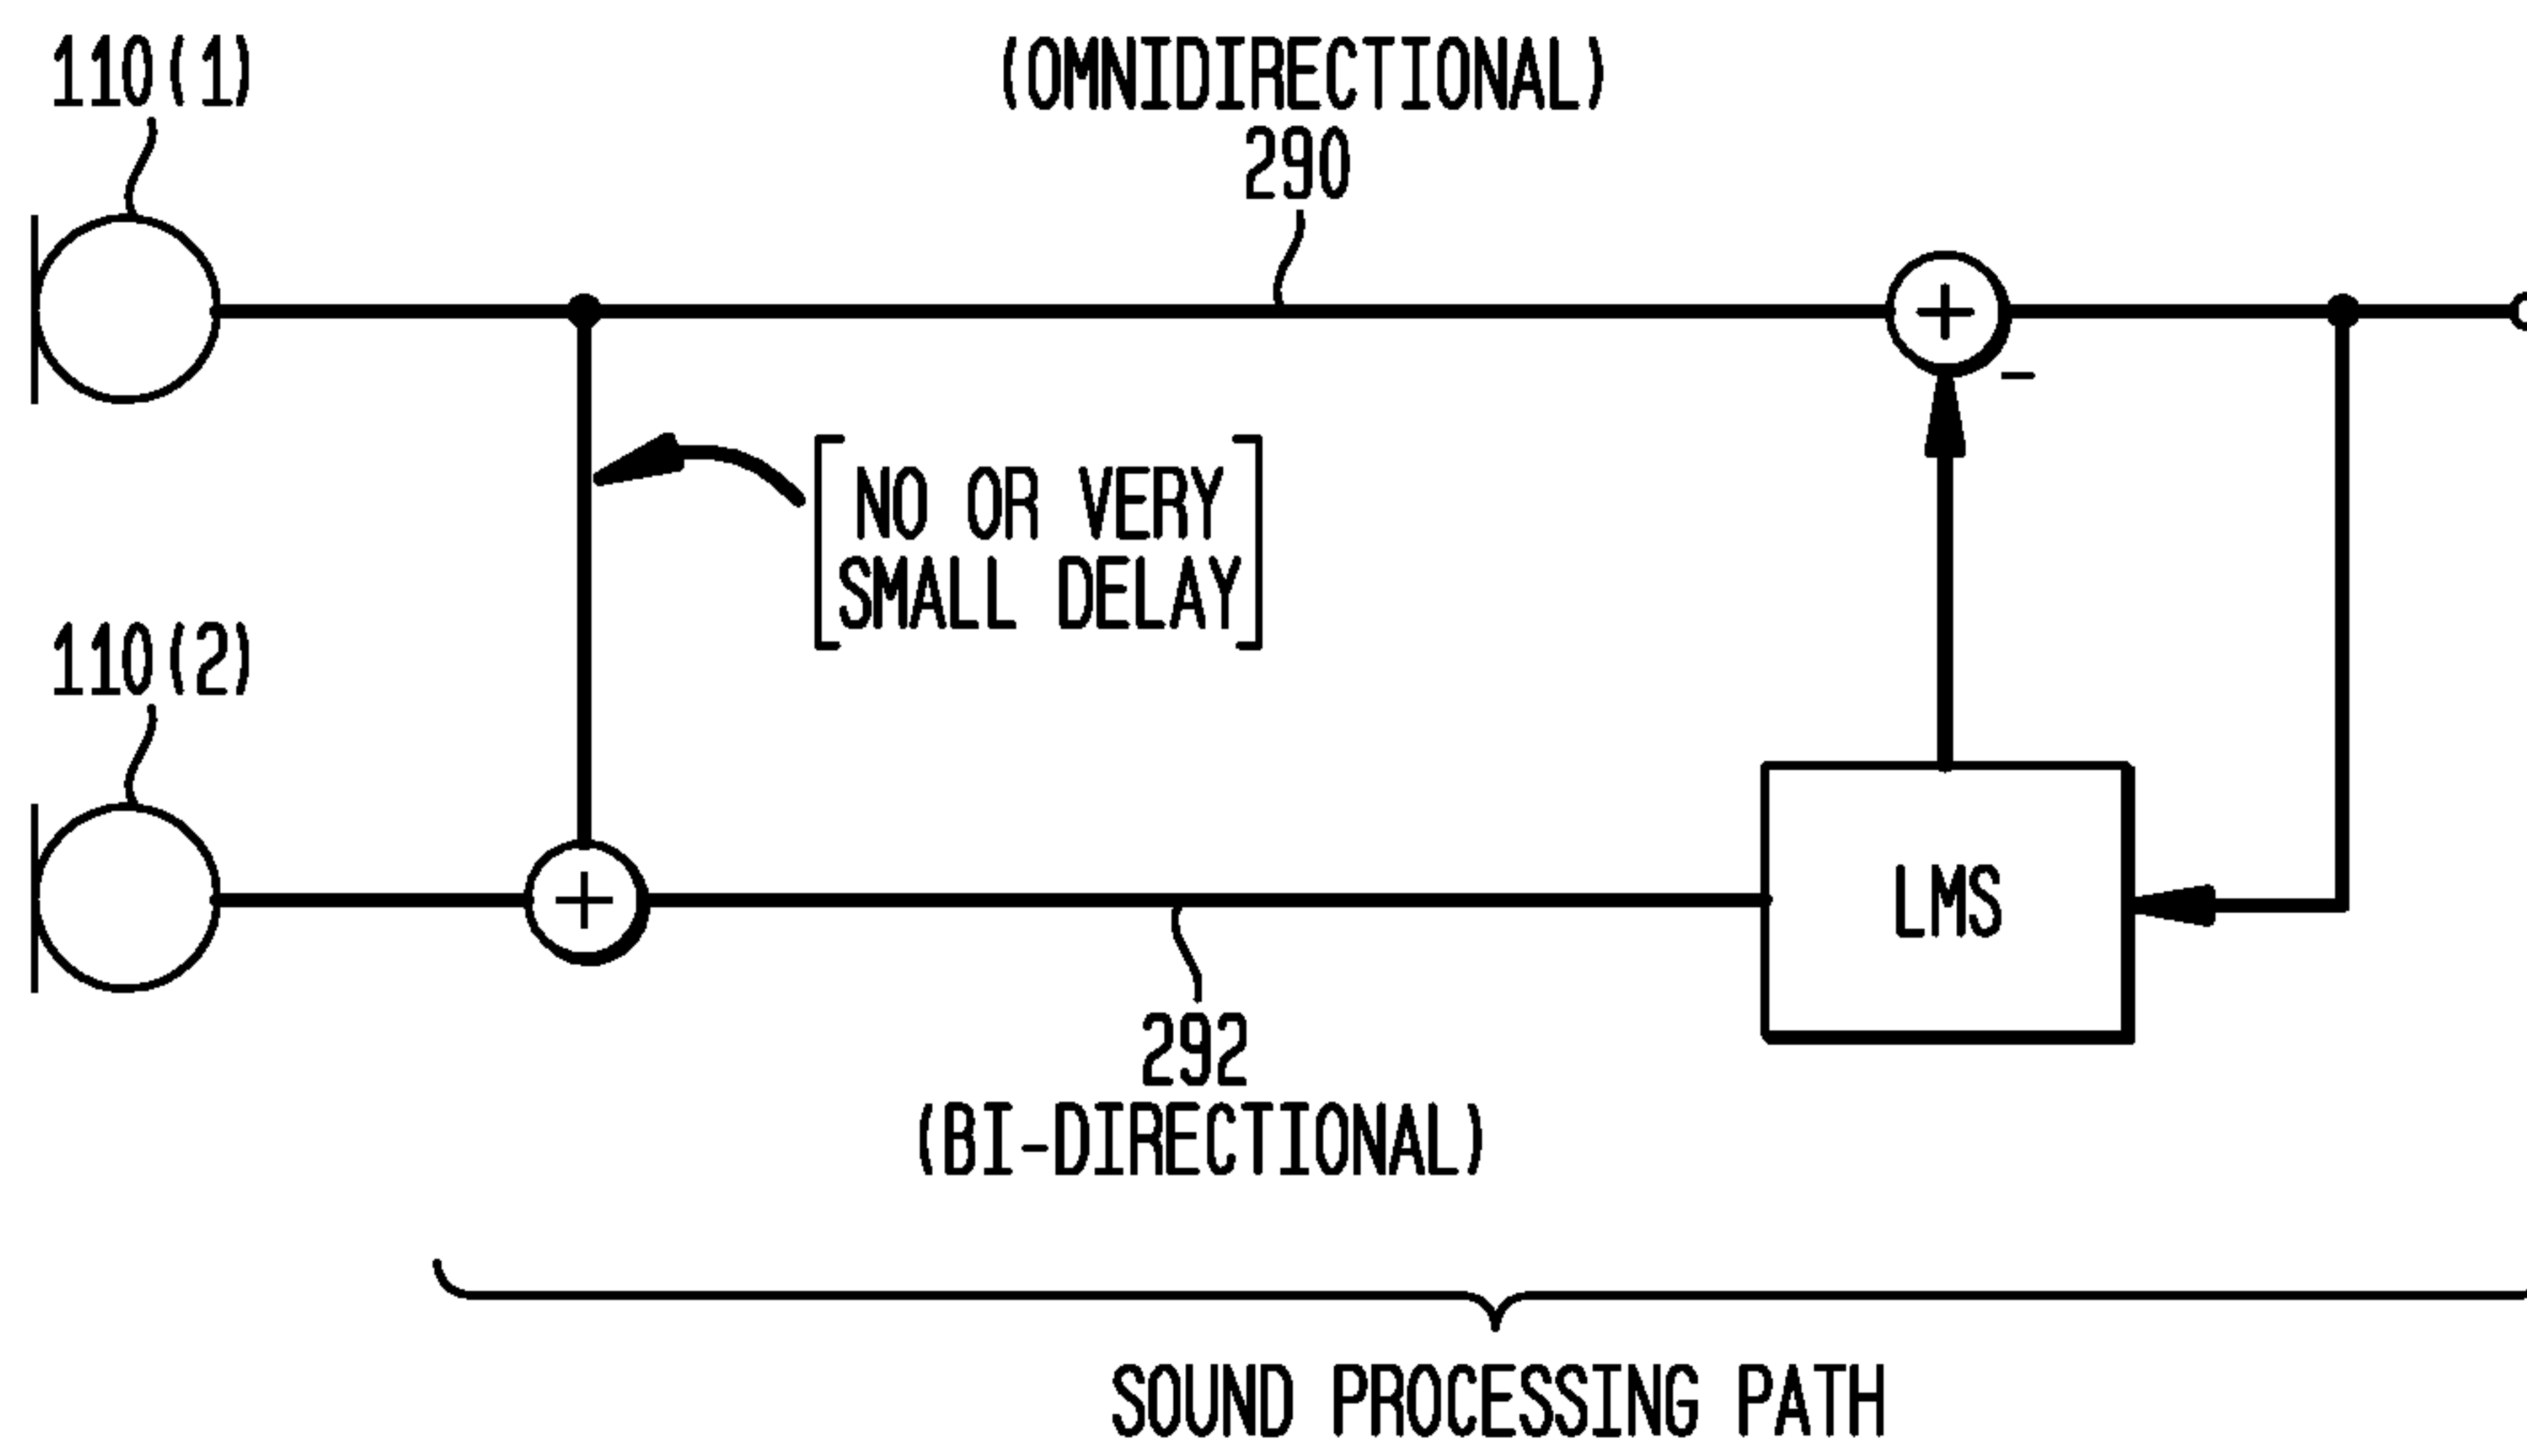 110(1)
(OMNIDIRECTIONAL)
290
+
-
[NO OR VERY
SMALL DELAY]
110(2)
+
LMS
292
(BI-DIRECTIONAL)
SOUND PROCESSING PATH